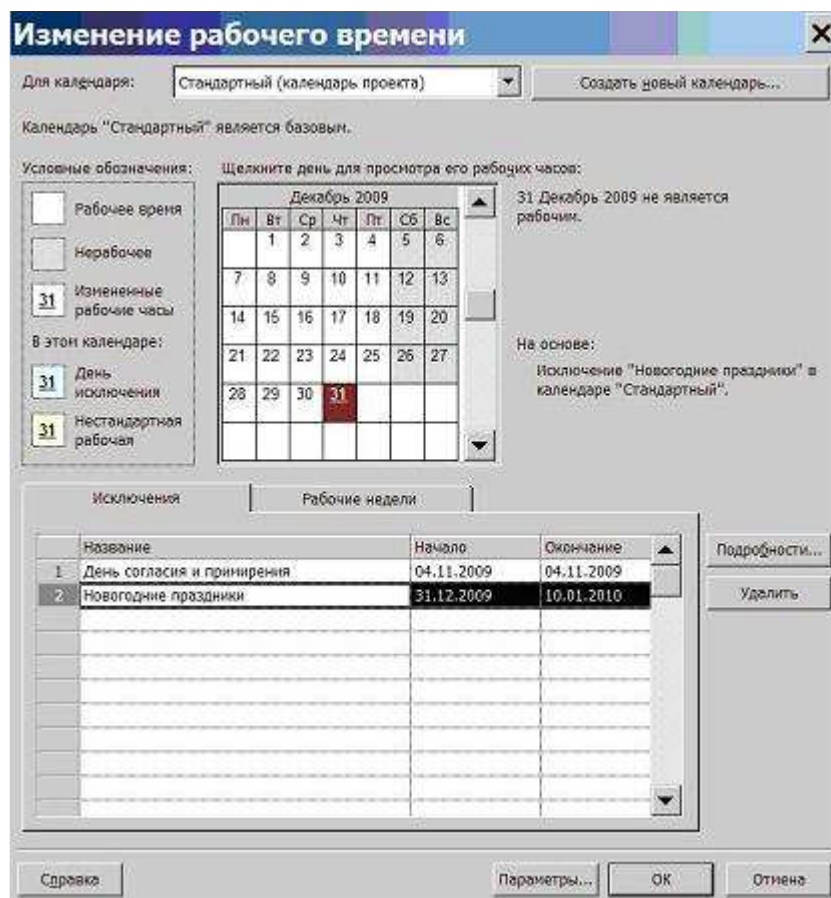 Изменение рабочего времени
Для календаря: Стандартный (календарь проекта) Создать новый календарь...
Календарь "Стандартный" является базовым.
Условные обозначения:
Рабочее время
Нерабочее
31 Измененные рабочие часы
В этом календаре:
31 День исключения
31 Нестандартная рабочая
Щелкните день для просмотра его рабочих часов:
Декабрь 2009
Пн Вт Ср Чт Пт Сб Вс
1 2 3 4 5 6
7 8 9 10 11 12 13
14 15 16 17 18 19 20
21 22 23 24 25 26 27
28 29 30 31
31 Декабрь 2009 не является
рабочим.
На основе:
Исключение "Новогодние праздники" в
календаре "Стандартный".
Исключения Рабочие недели
Название Начало Окончание
1 День согласия и примирения 04.11.2009 04.11.2009
2 Новогодние праздники 31.12.2009 10.01.2010
Подробности...
Удалить
Справка Параметры... ОК Отмена